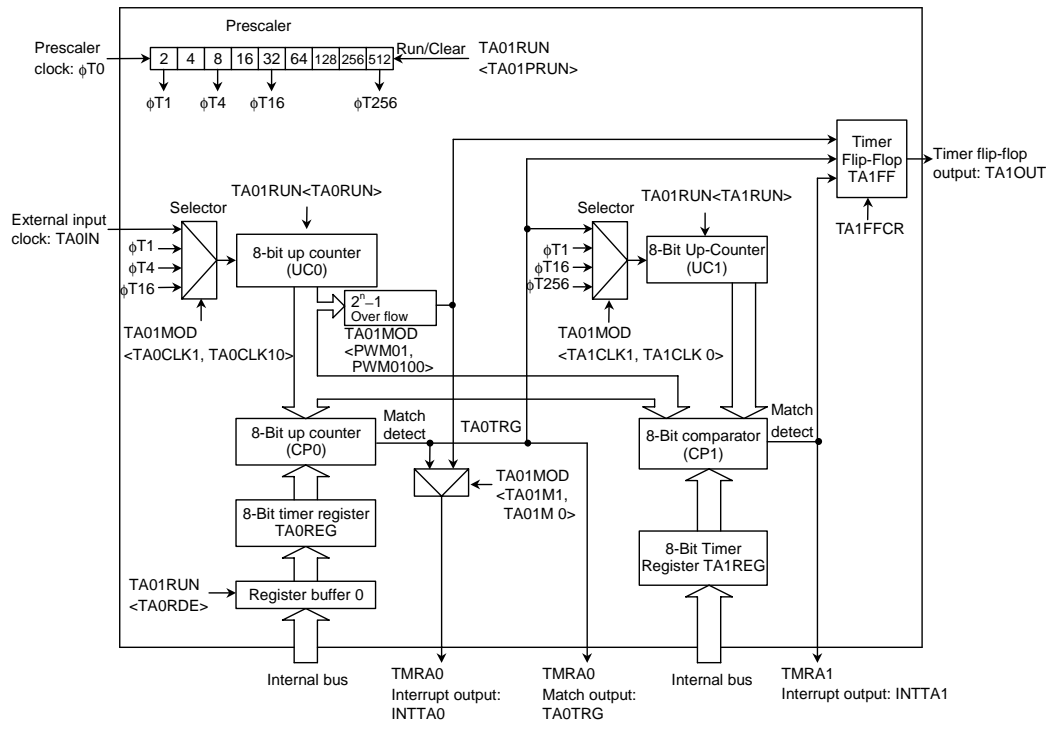 Prescaler
Prescaler
clock: ϕT0
2 4 8 16 32 64 128 256 512
Run/Clear
TA01RUN
<TA01PRUN>
ϕT1
ϕT4
ϕT16
ϕT256
Timer
Flip-Flop
TA1FF
Timer flip-flop
output: TA1OUT
TA1FFCR
External input
clock: TA0IN
Selector
TA01RUN<TA0RUN>
ϕT1
ϕT4
ϕT16
8-bit up counter
(UC0)
TA01MOD
<TA0CLK1, TA0CLK10>
2ⁿ–1
Over flow
TA01MOD
<PWM01,
PWM0100>
Selector
TA01RUN<TA1RUN>
ϕT1
ϕT16
ϕT256
8-Bit Up-Counter
(UC1)
TA01MOD
<TA1CLK1, TA1CLK 0>
8-Bit up counter
(CP0)
Match
detect
TA0TRG
8-Bit comparator
(CP1)
Match
detect
TA01MOD
<TA01M1,
TA01M 0>
8-Bit timer register
TA0REG
8-Bit Timer
Register TA1REG
TA01RUN
<TA0RDE>
Register buffer 0
Internal bus
TMRA0
Interrupt output:
INTTA0
TMRA0
Match output:
TA0TRG
Internal bus
TMRA1
Interrupt output: INTTA1